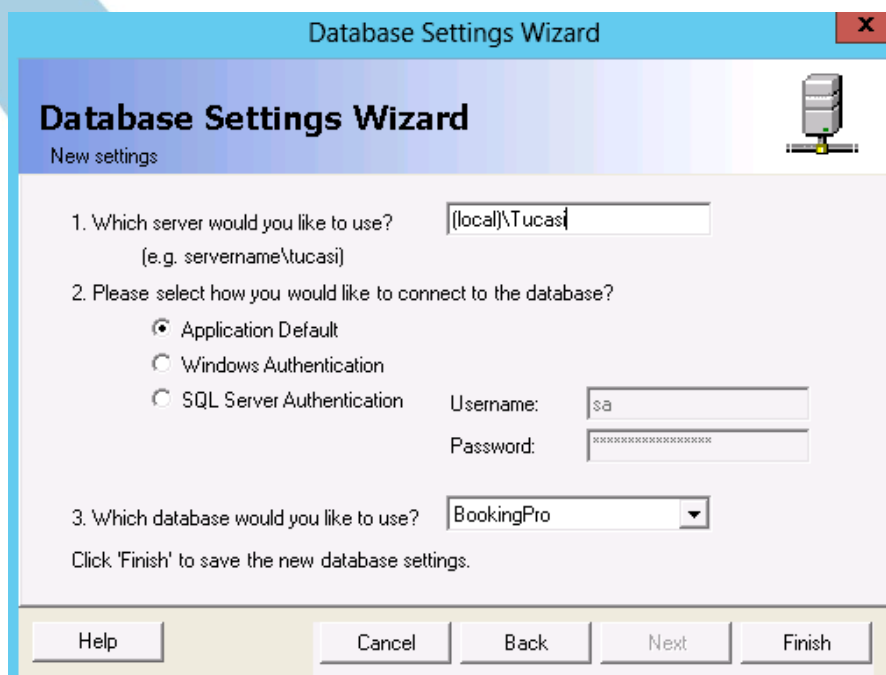 Database Settings Wizard
x
Database Settings Wizard
New settings
1. Which server would you like to use? (local)\Tucasi
(e.g. servername\tucasi)
2. Please select how you would like to connect to the database?
Application Default
Windows Authentication
SQL Server Authentication Username: sa
Password: *****************
3. Which database would you like to use? BookingPro
Click 'Finish' to save the new database settings.
Help Cancel Back Next Finish